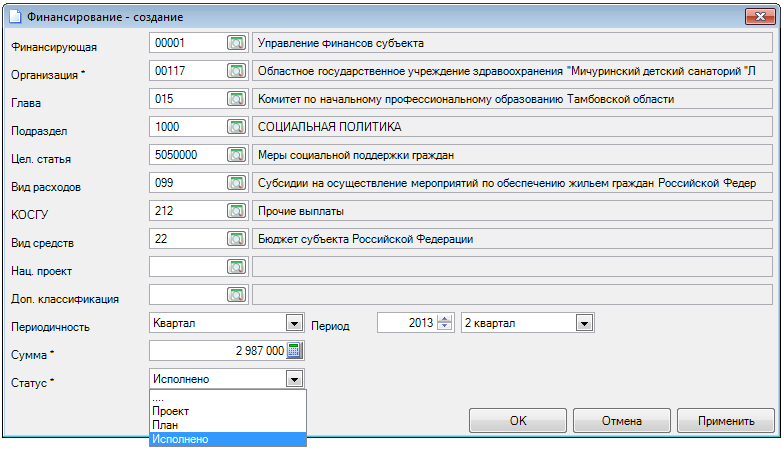 Финансирование - создание
Финансирующая 00001 Управление финансов субъекта
Организация * 00117 Областное государственное учреждение здравоохранения "Мичуринский детский санаторий "Л
Глава 015 Комитет по начальному профессиональному образованию Тамбовской области
Подраздел 1000 СОЦИАЛЬНАЯ ПОЛИТИКА
Цел. статья 5050000 Меры социальной поддержки граждан
Вид расходов 099 Субсидии на осуществление мероприятий по обеспечению жильем граждан Российской Федер
КОСГУ 212 Прочие выплаты
Вид средств 22 Бюджет субъекта Российской Федерации
Нац. проект
Доп. классификация
Периодичность Квартал Период 2013 2 квартал
Сумма * 2 987 000
Статус * Исполнено
....
Проект
План
Исполнено
OK Отмена Применить